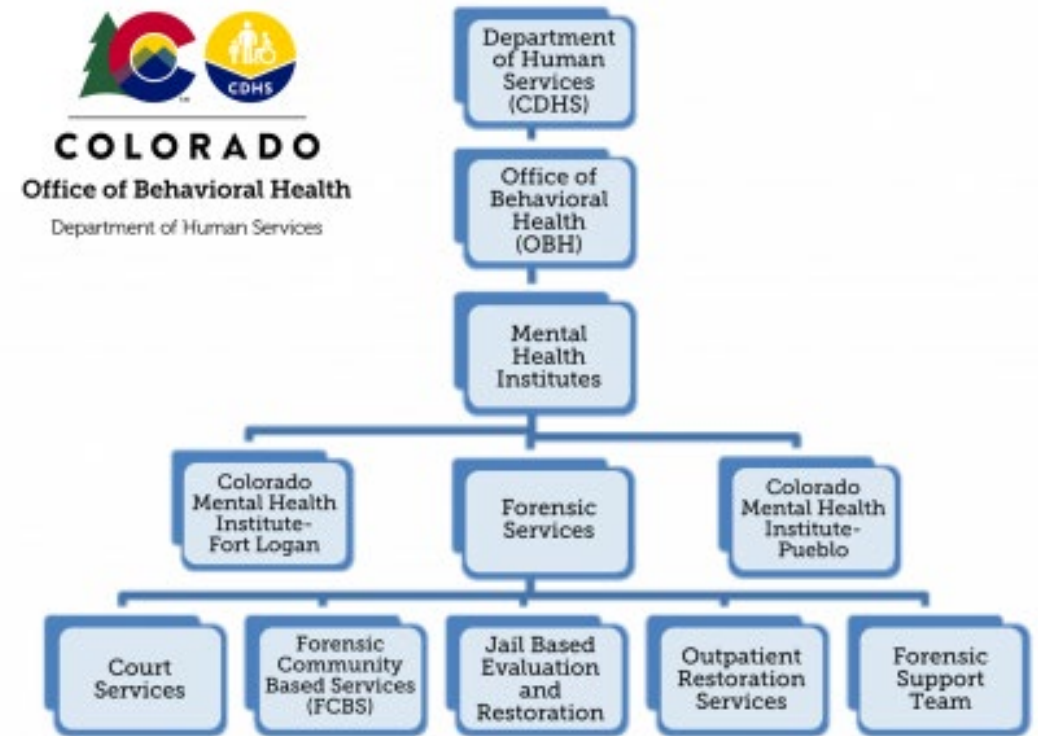 CDHS
COLORADO
Office of Behavioral Health
Department of Human Services
Department
of Human
Services
(CDHS)
Office of
Behavioral
Health
(OBH)
Mental
Health
Institutes
Colorado
Mental Health
Institute-
Fort Logan
Forensic
Services
Colorado
Mental Health
Institute-
Pueblo
Court
Services
Forensic
Community
Based Services
(FCBS)
Jail Based
Evaluation
and
Restoration
Outpatient
Restoration
Services
Forensic
Support
Team